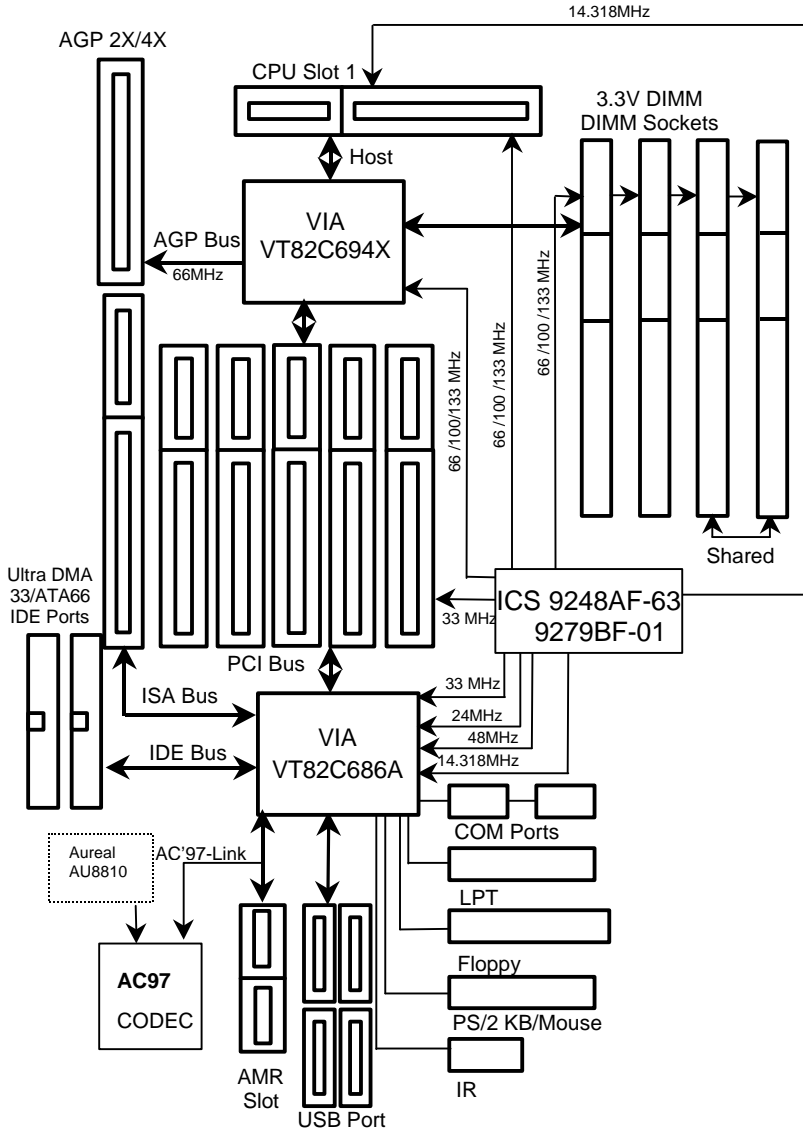 14.318MHz
AGP 2X/4X
CPU Slot 1
3.3V DIMM
DIMM Sockets
Host
VIA
VT82C694X
AGP Bus
66MHz
66 /100/133 MHz
66 /100 /133 MHz
66 /100/133 MHz
Shared
Ultra DMA
33/ATA66
IDE Ports
ICS 9248AF-63
9279BF-01
33 MHz
PCI Bus
ISA Bus
33 MHz
24MHz
48MHz
14.318MHz
VIA
VT82C686A
IDE Bus
COM Ports
Aureal
AU8810
AC'97-Link
LPT
AC97
CODEC
Floppy
PS/2 KB/Mouse
AMR
Slot
USB Port
IR